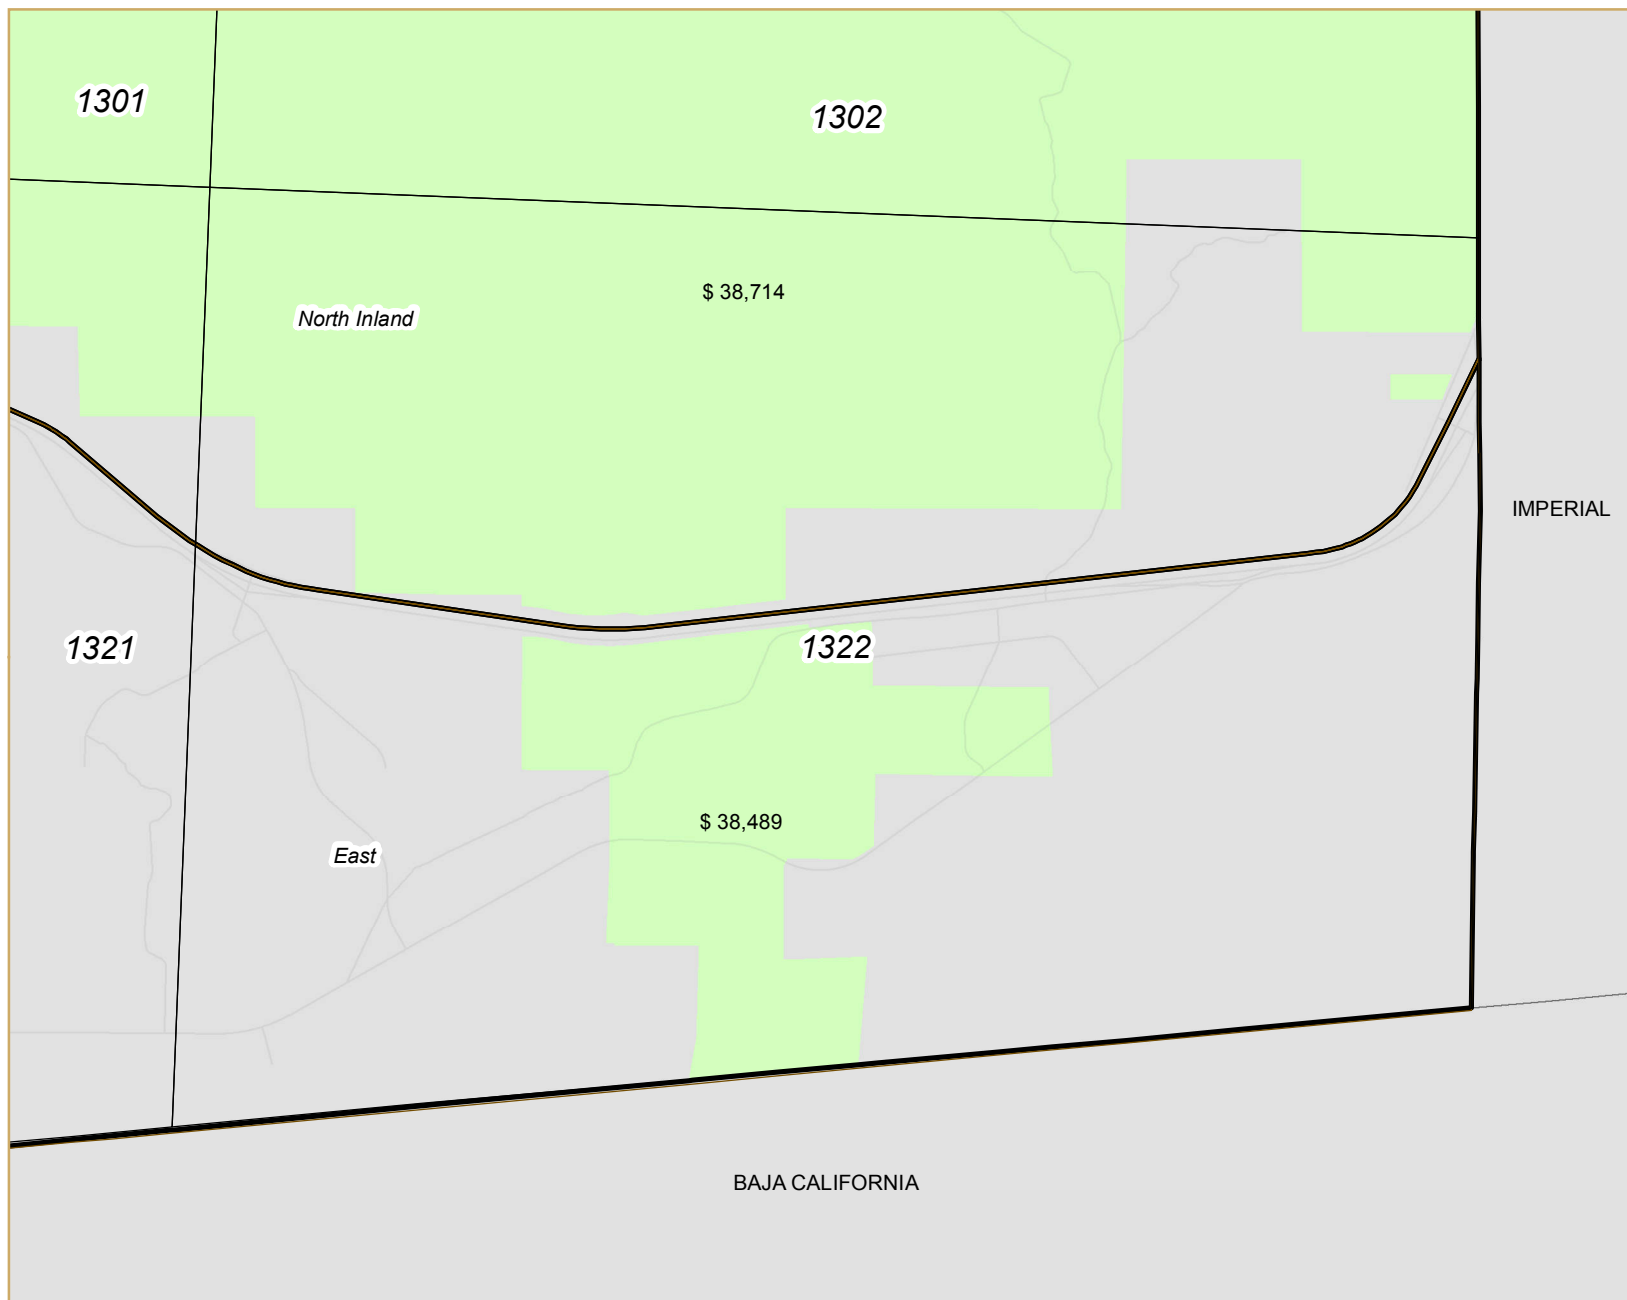 1301
1302
$ 38,714
North Inland
IMPERIAL
1321
1322
$ 38,489
East
BAJA CALIFORNIA